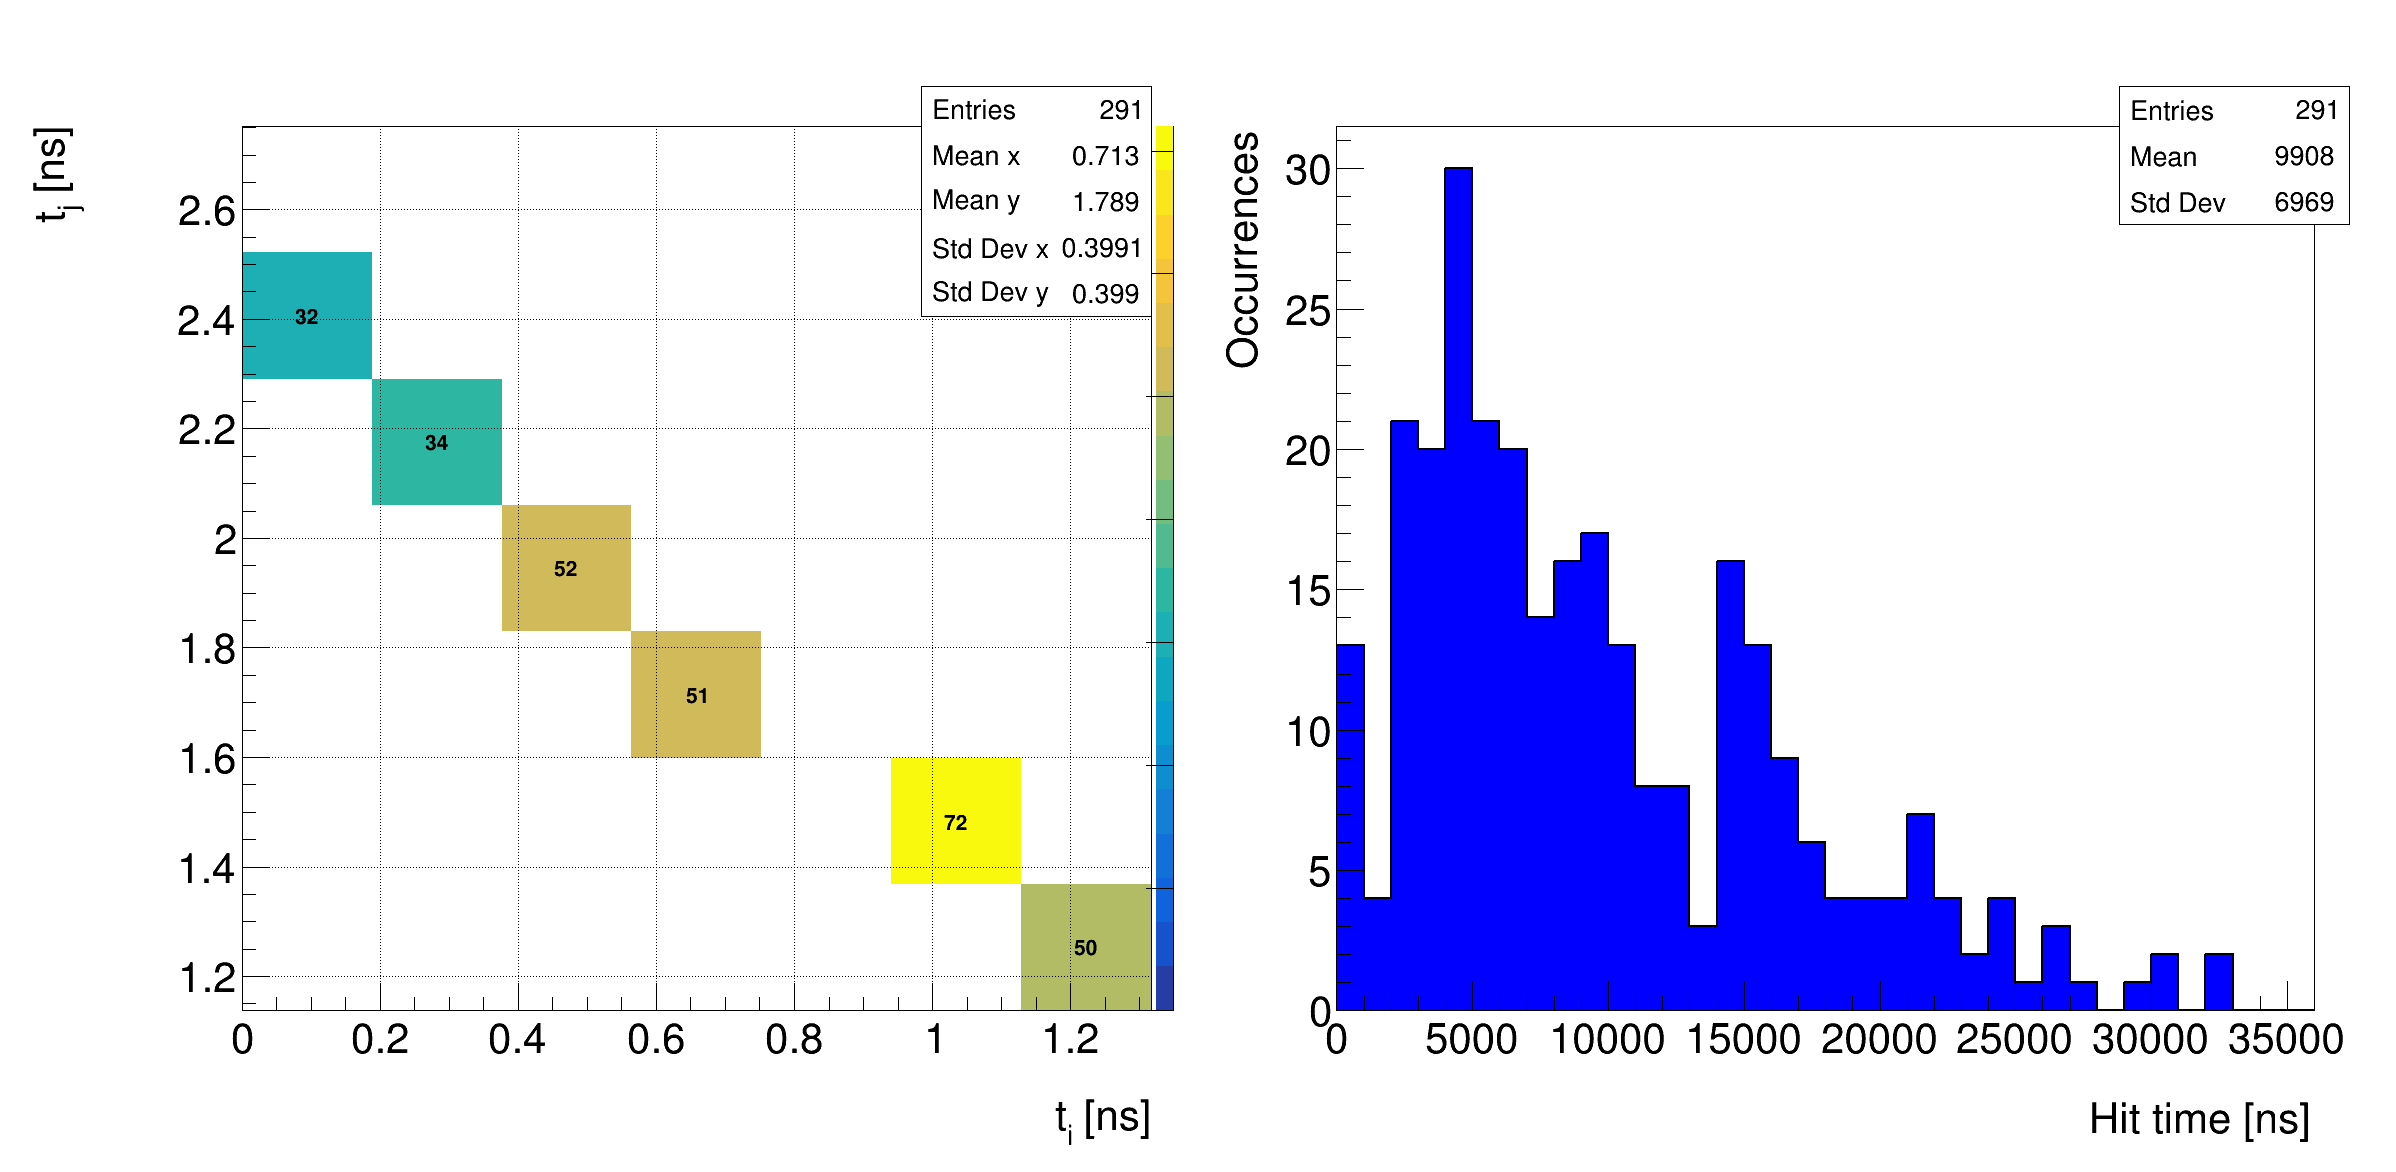 Entries 291
Mean x 0.713
Mean y 1.789
Std Dev x 0.3991
Std Dev y 0.399
t_j [ns]
2.6
2.4
2.2
2
1.8
1.6
1.4
1.2
32
34
52
51
72
50
0 0.2 0.4 0.6 0.8 1 1.2
t_i [ns]
Entries 291
Mean 9908
Std Dev 6969
Occurrences
30
25
20
15
10
5
0
0 5000 10000 15000 20000 25000 30000 35000
Hit time [ns]